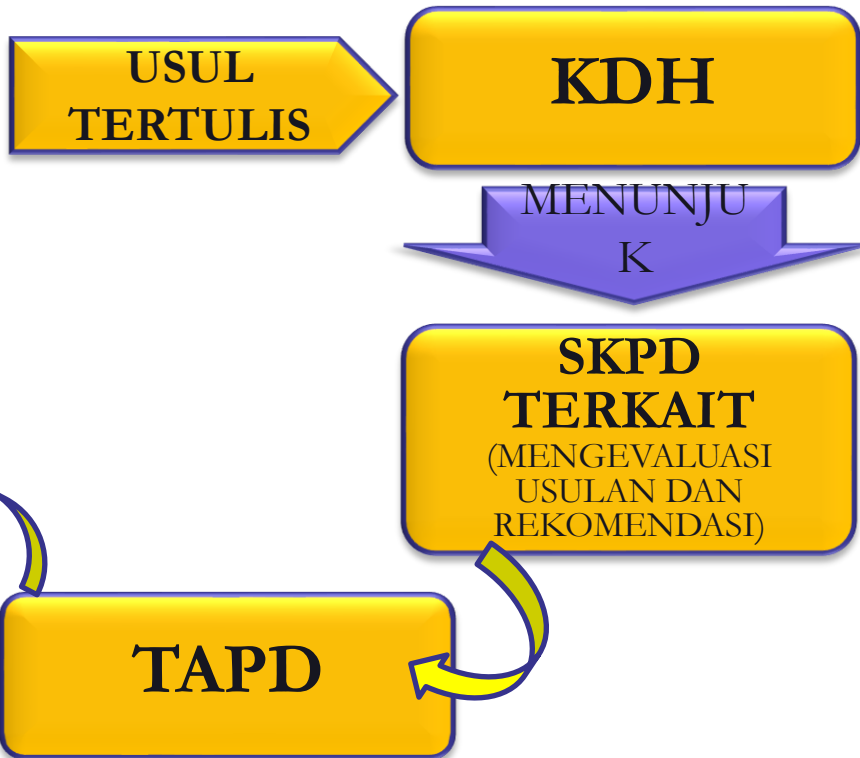 USUL
TERTULIS
KDH
MENUNJU
K
SKPD
TERKAIT
(MENGEVALUASI
USULAN DAN
REKOMENDASI)
TAPD